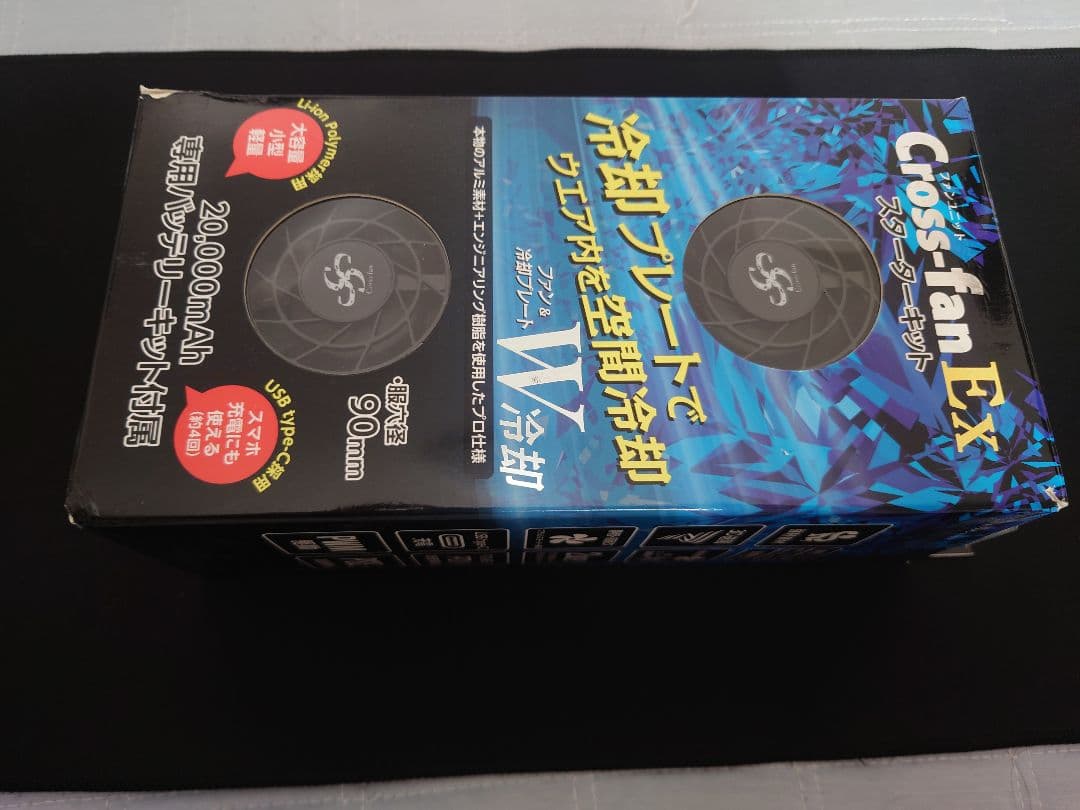 Cross-fan EX
ファンユニット
スターターキット
冷却プレートで
ウエア内を空間冷却
ファン&
冷却プレート
W冷却
本物のアルミ素材+エンジニアリング樹脂を使用したプロ仕様
・服穴径
90mm
Li-ion Polymer採用
大容量
小型
軽量
USB type-C採用
スマホ
充電にも
使える
(約4回)
20,000mAh
専用バッテリーキット付属